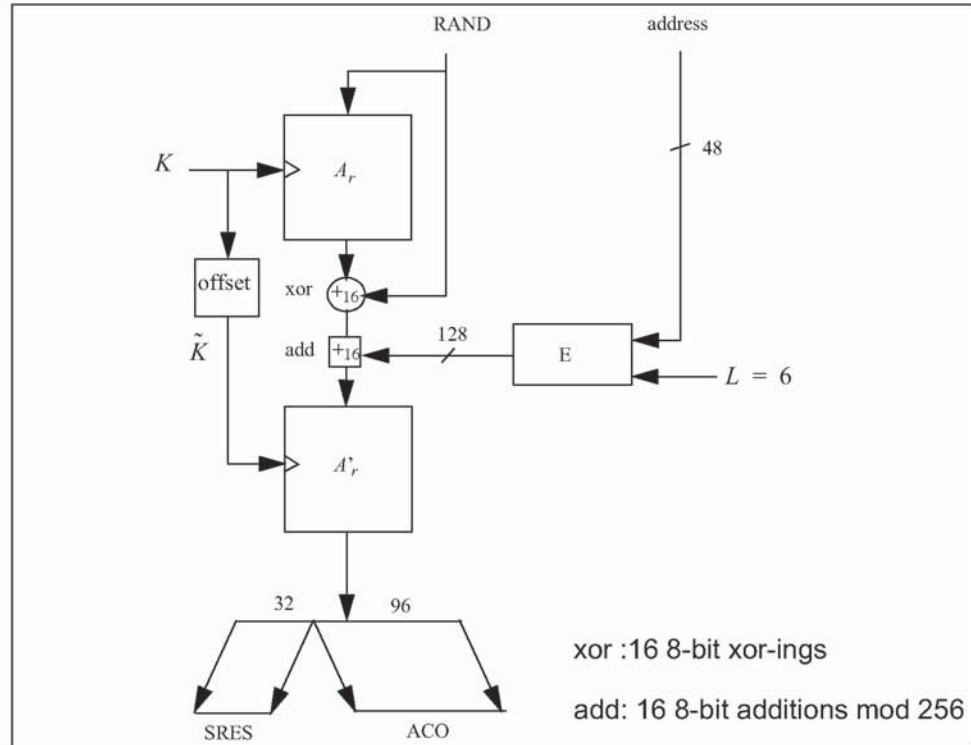 RAND
address
48
K
A_r
offset
xor
+16
K̃
add
+16
128
E
L = 6
A'_r
32
96
xor :16 8-bit xor-ings
add: 16 8-bit additions mod 256
SRES
ACO